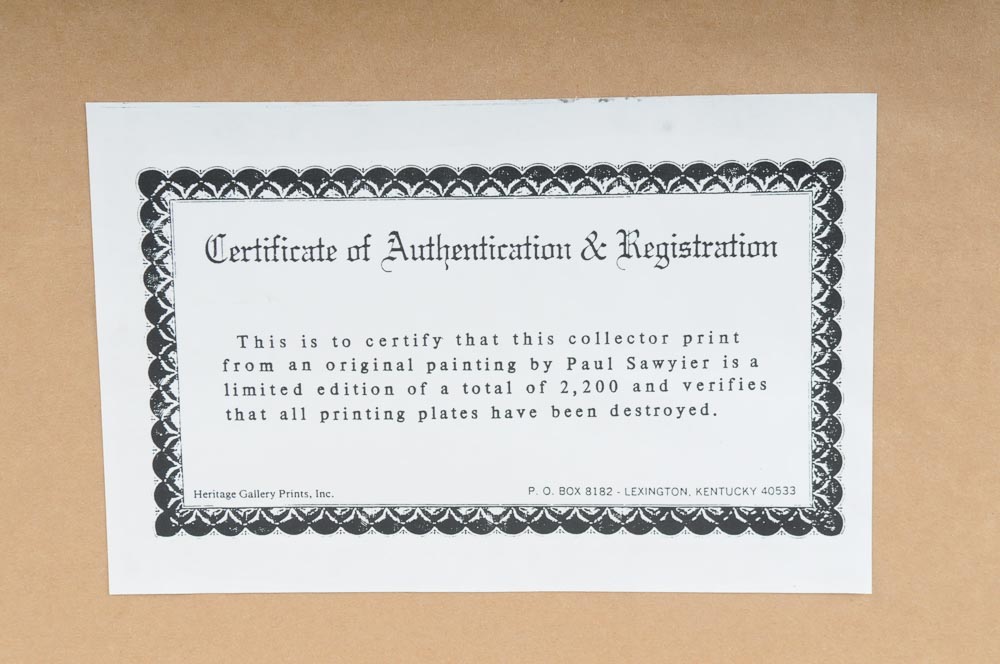 Certificate of Authentication & Registration
This is to certify that this collector print
from an original painting by Paul Sawyier is a
limited edition of a total of 2,200 and verifies
that all printing plates have been destroyed.
Heritage Gallery Prints, Inc.
P. O. BOX 8182 - LEXINGTON, KENTUCKY 40533